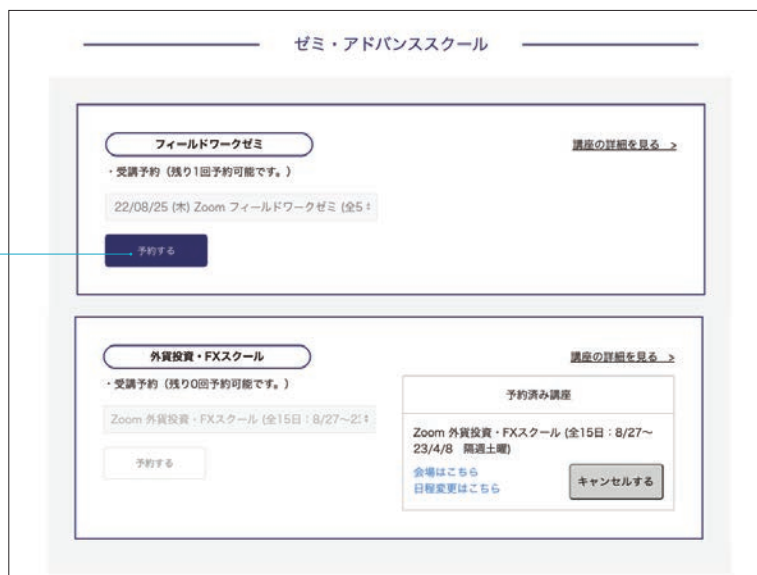 ゼミ・アドバンススクール
フィールドワークゼミ
講座の詳細を見る >
・受講予約（残り1回予約可能です。）
22/08/25 (木) Zoom フィールドワークゼミ (全5
予約する
外貨投資・FXスクール
講座の詳細を見る >
・受講予約（残り0回予約可能です。）
Zoom 外貨投資・FXスクール (全15日：8/27～2
予約する
予約済み講座
Zoom 外貨投資・FXスクール (全15日：8/27～
23/4/8 隔週土曜)
会場はこちら
日程変更はこちら
キャンセルする